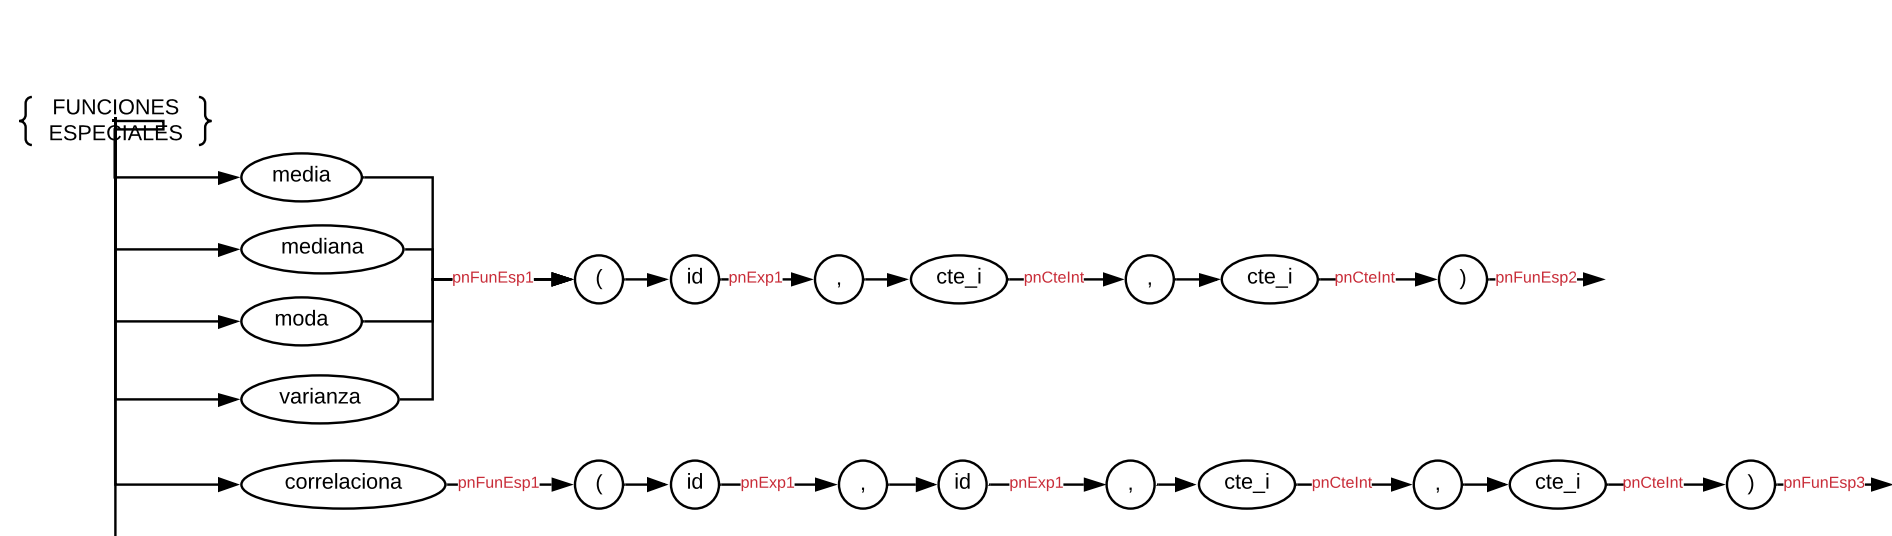 { FUNCIONES }
ESPECIALES
media
mediana
moda
varianza
pnFunEsp1 ( id pnExp1 , cte_i pnCteInt , cte_i pnCteInt ) pnFunEsp2
correlaciona pnFunEsp1 ( id pnExp1 , id pnExp1 , cte_i pnCteInt , cte_i pnCteInt ) pnFunEsp3